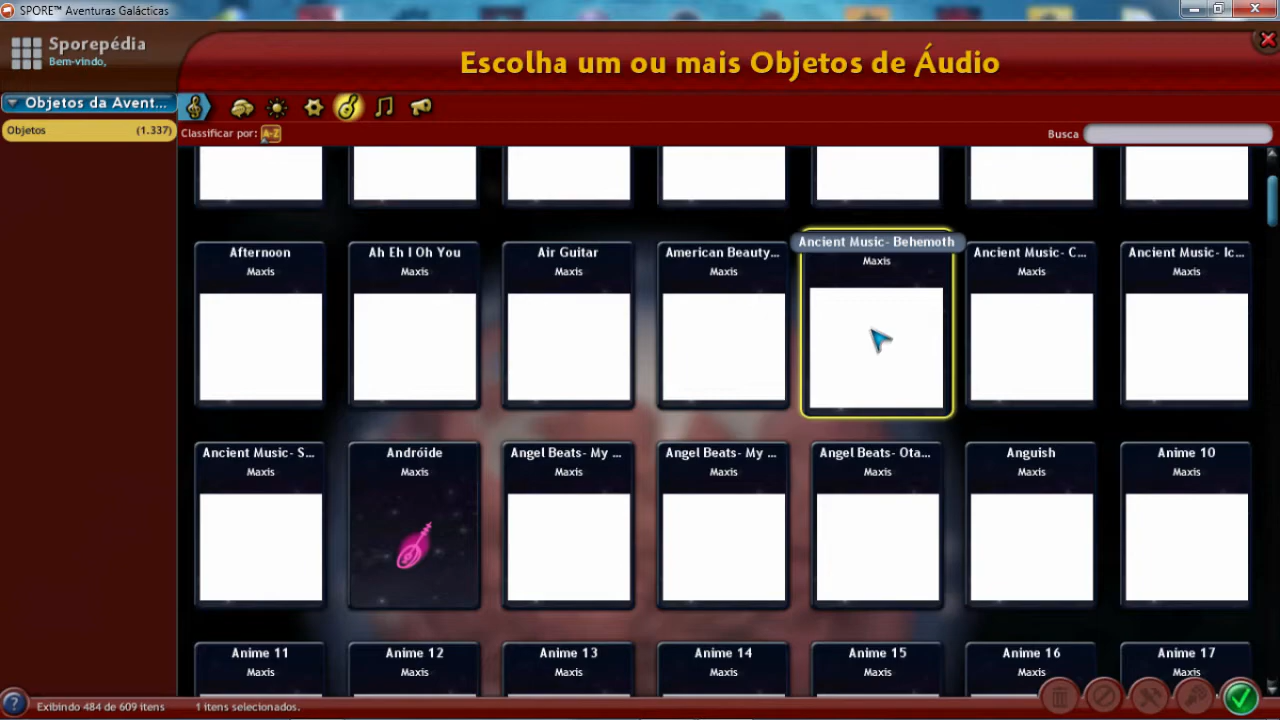 SPORE™ Aventuras Galácticas
Sporepédia
Bem-vindo,
Escolha um ou mais Objetos de Áudio
Objetos da Avent...
Objetos (1.337)
Classificar por: A-Z
Busca
Afternoon
Maxis
Ah Eh I Oh You
Maxis
Air Guitar
Maxis
American Beauty...
Maxis
Ancient Music- Behemoth
Maxis
Ancient Music- C...
Maxis
Ancient Music- Ic...
Maxis
Ancient Music- S...
Maxis
Andróide
Maxis
Angel Beats- My ...
Maxis
Angel Beats- My ...
Maxis
Angel Beats- Ota...
Maxis
Anguish
Maxis
Anime 10
Maxis
Anime 11
Maxis
Anime 12
Maxis
Anime 13
Maxis
Anime 14
Maxis
Anime 15
Maxis
Anime 16
Maxis
Anime 17
Maxis
? Exibindo 484 de 609 itens
1 itens selecionados.